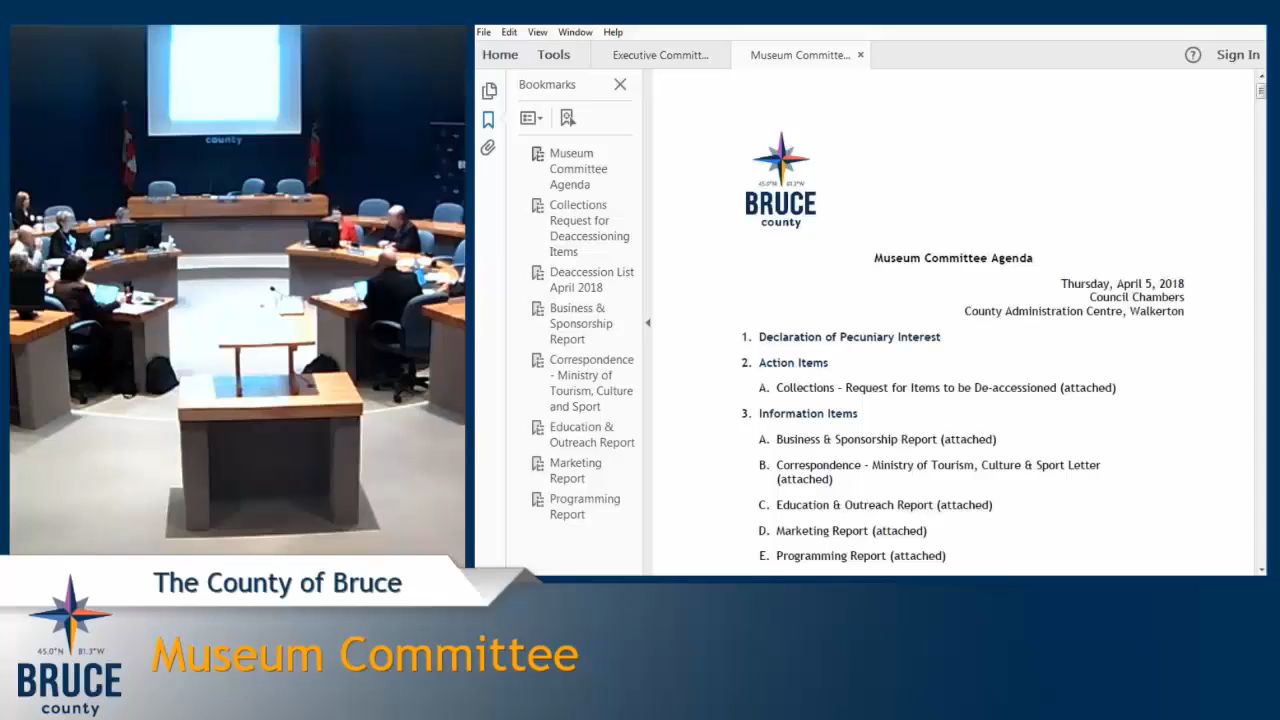 county
File Edit View Window Help
Home Tools Executive Committ... Museum Committe... × ? Sign In
Bookmarks
Museum
Committee
Agenda
Collections
Request for
Deaccessioning
Items
Deaccession List
April 2018
Business &
Sponsorship
Report
Correspondence
- Ministry of
Tourism, Culture
and Sport
Education &
Outreach Report
Marketing
Report
Programming
Report
45.0°N 81.3°W
BRUCE
county
Museum Committee Agenda
Thursday, April 5, 2018
Council Chambers
County Administration Centre, Walkerton
1. Declaration of Pecuniary Interest
2. Action Items
A. Collections - Request for Items to be De-accessioned (attached)
3. Information Items
A. Business & Sponsorship Report (attached)
B. Correspondence - Ministry of Tourism, Culture & Sport Letter
(attached)
C. Education & Outreach Report (attached)
D. Marketing Report (attached)
E. Programming Report (attached)
The County of Bruce
Museum Committee
45.0°N 81.3°W
BRUCE
county